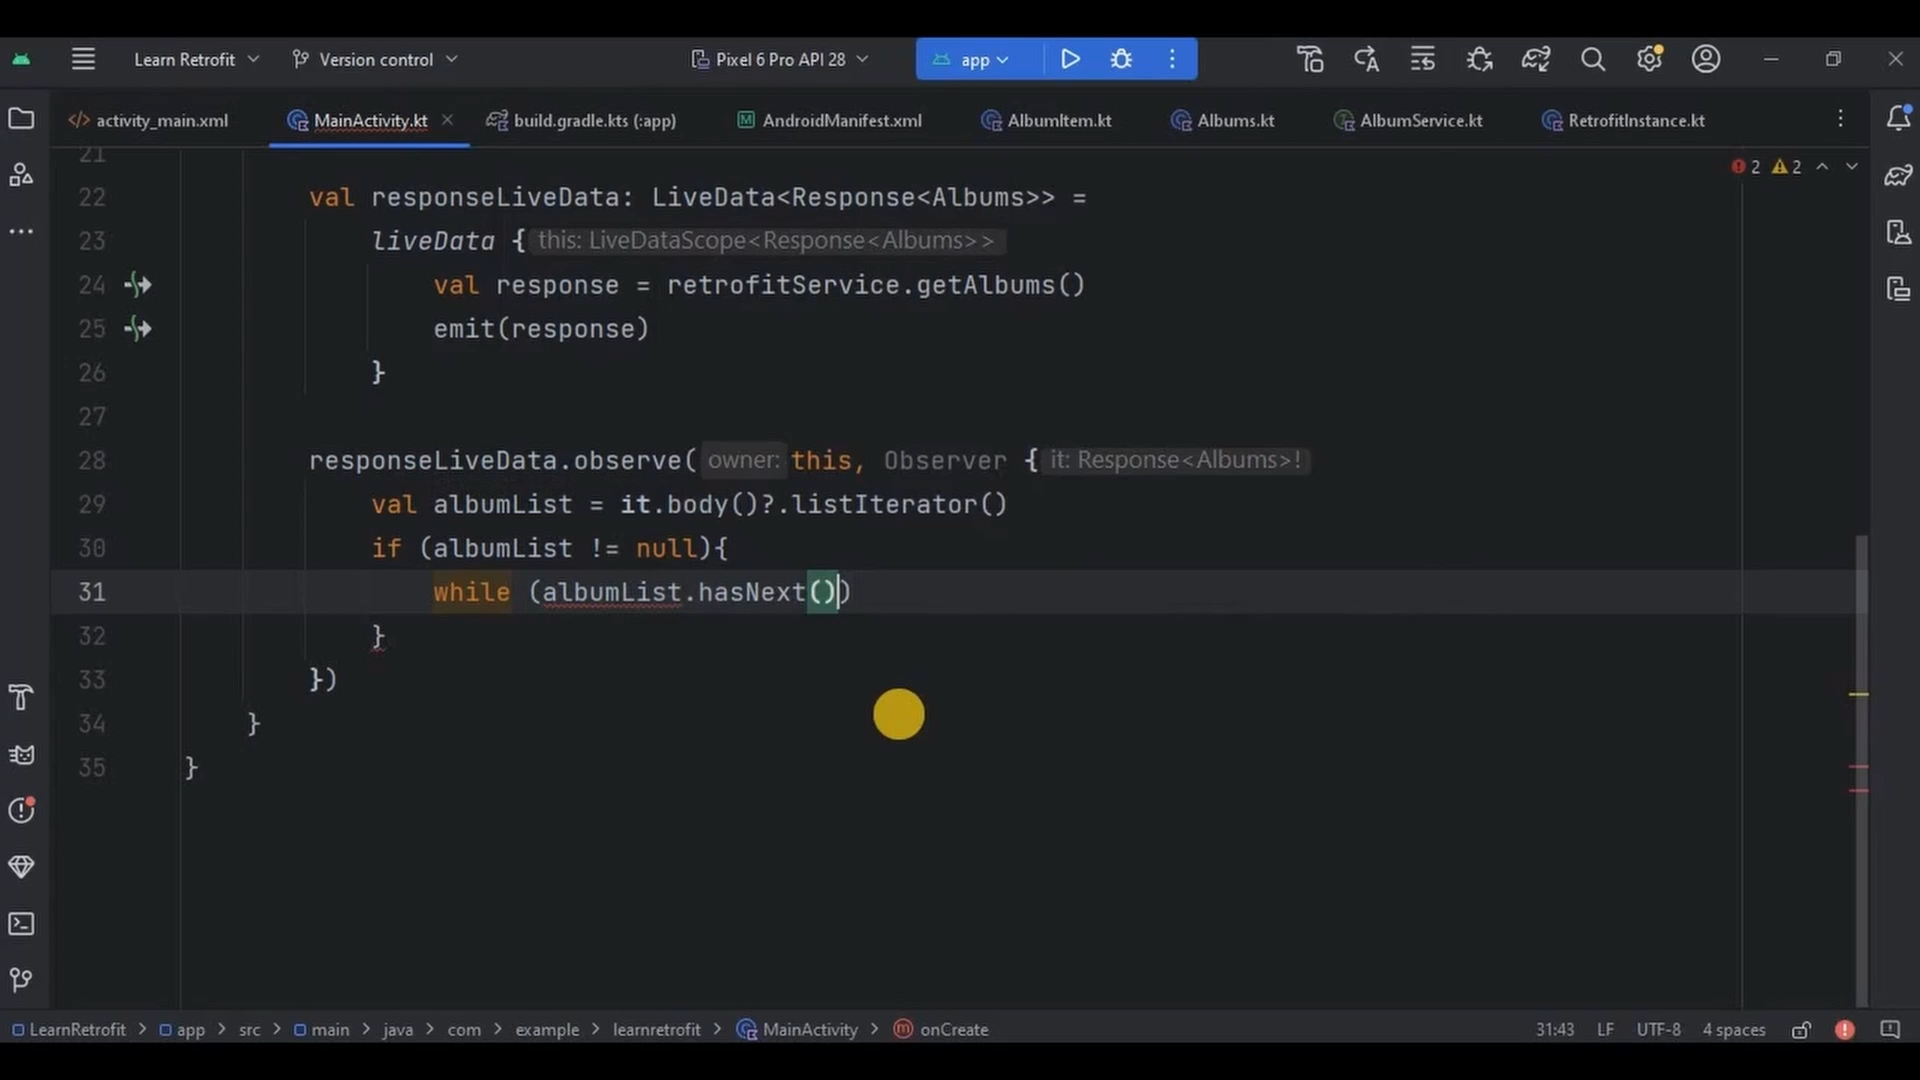 Learn Retrofit
Version control
Pixel 6 Pro API 28
app
activity_main.xml
MainActivity.kt
build.gradle.kts (:app)
AndroidManifest.xml
AlbumItem.kt
Albums.kt
AlbumService.kt
RetrofitInstance.kt
21
2 2
22 val responseLiveData: LiveData<Response<Albums>> =
23 liveData { this: LiveDataScope<Response<Albums>>
24 val response = retrofitService.getAlbums()
25 emit(response)
26 }
27
28 responseLiveData.observe( owner: this, Observer { it: Response<Albums>!
29 val albumList = it.body()?.listIterator()
30 if (albumList != null){
31 while (albumList.hasNext())
32 }
33 })
34 }
35 }
LearnRetrofit > app > src > main > java > com > example > learnretrofit > MainActivity > onCreate
31:43 LF UTF-8 4 spaces